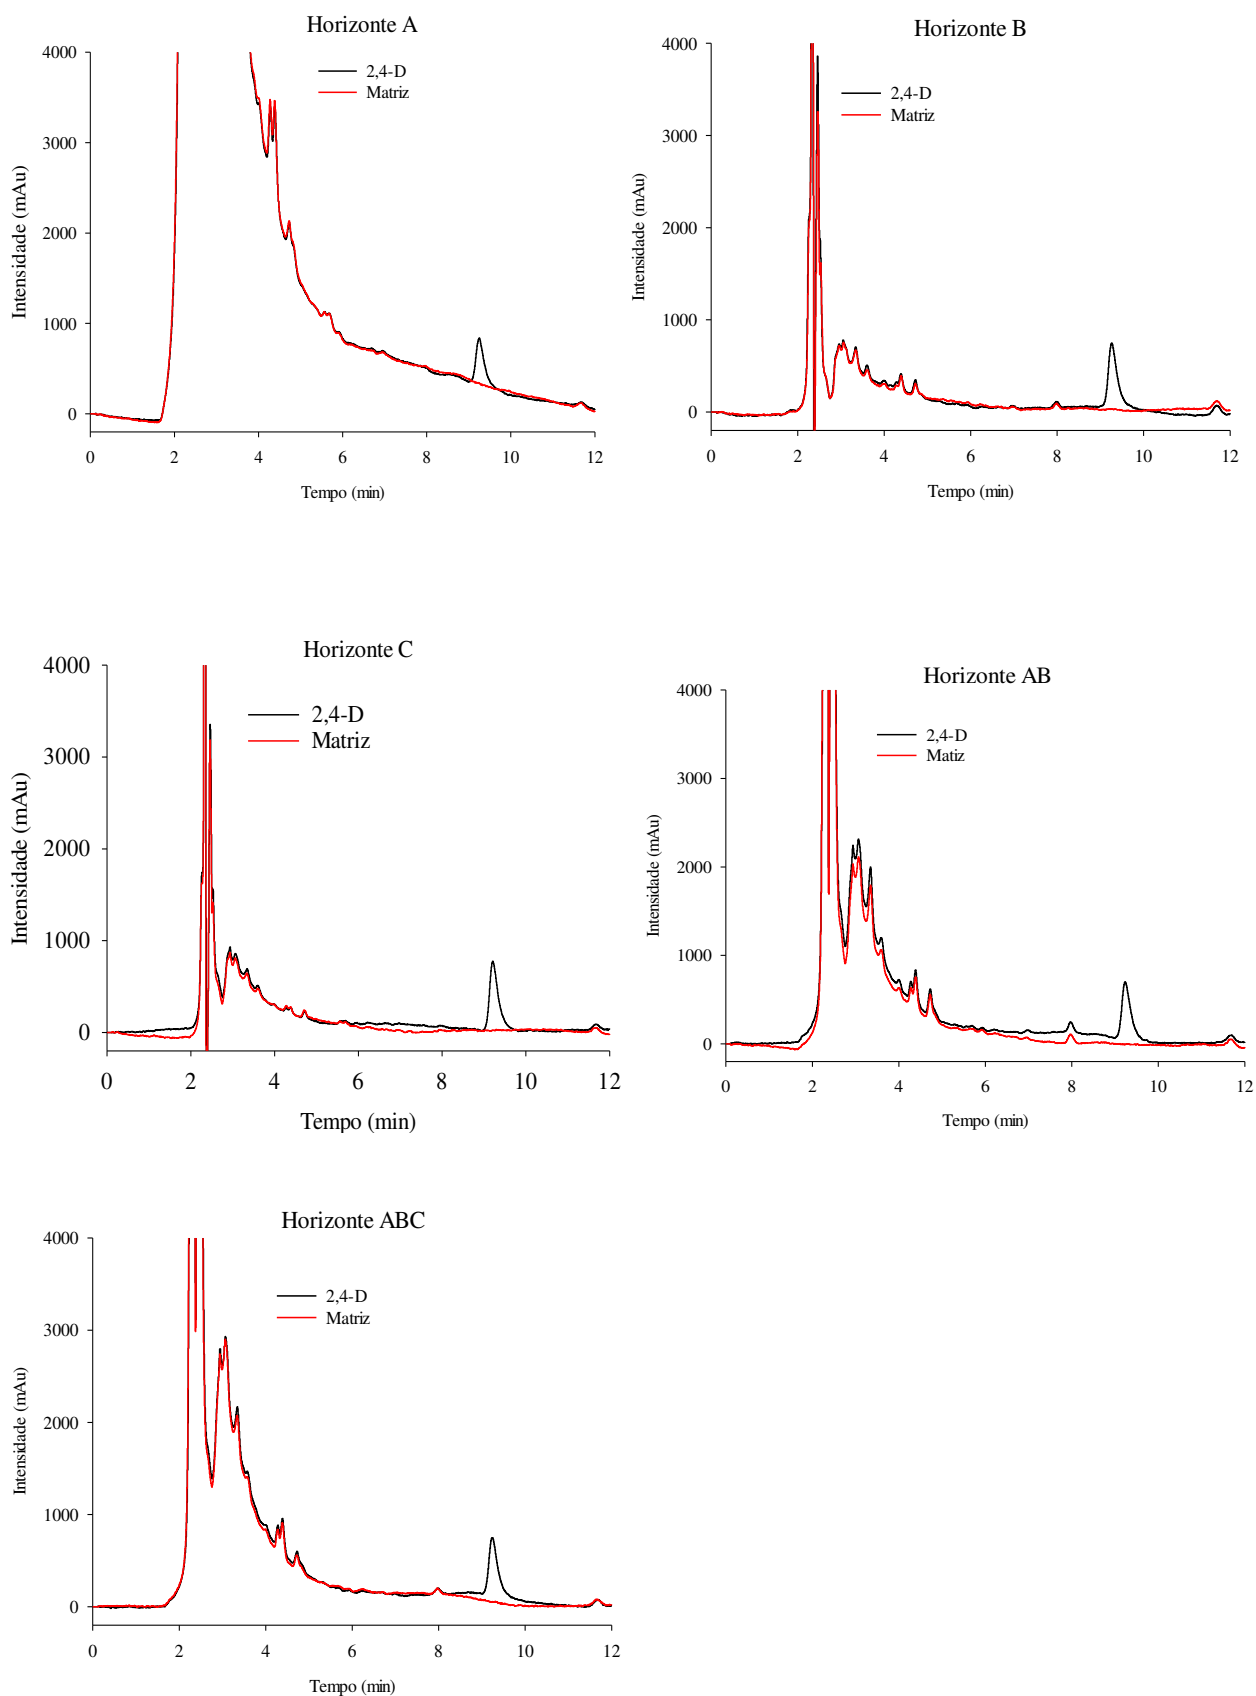 Horizonte A
4000
3000
2000
1000
0
Intensidade (mAu)
2,4-D
Matriz
0 2 4 6 8 10 12
Tempo (min)
Horizonte B
4000
3000
2000
1000
0
Intensidade (mAu)
2,4-D
Matriz
0 2 4 6 8 10 12
Tempo (min)
Horizonte C
4000
3000
2000
1000
0
Intensidade (mAu)
2,4-D
Matriz
0 2 4 6 8 10 12
Tempo (min)
Horizonte AB
4000
3000
2000
1000
0
Intensidade (mAu)
2,4-D
Matiz
0 2 4 6 8 10 12
Tempo (min)
Horizonte ABC
4000
3000
2000
1000
0
Intensidade (mAu)
2,4-D
Matriz
0 2 4 6 8 10 12
Tempo (min)